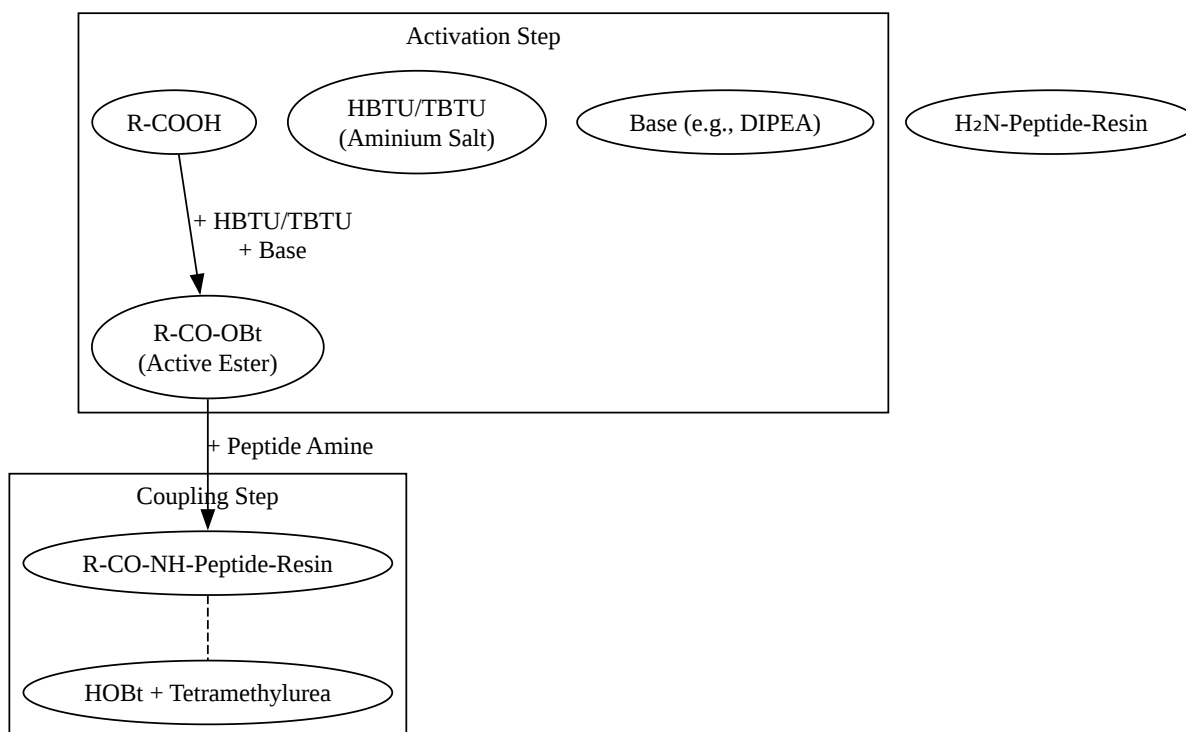 Activation Step
R-COOH
HBTU/TBTU
(Aminium Salt)
Base (e.g., DIPEA)
H₂N-Peptide-Resin
+ HBTU/TBTU
+ Base
R-CO-OBt
(Active Ester)
+ Peptide Amine
Coupling Step
R-CO-NH-Peptide-Resin
HOBt + Tetramethylurea